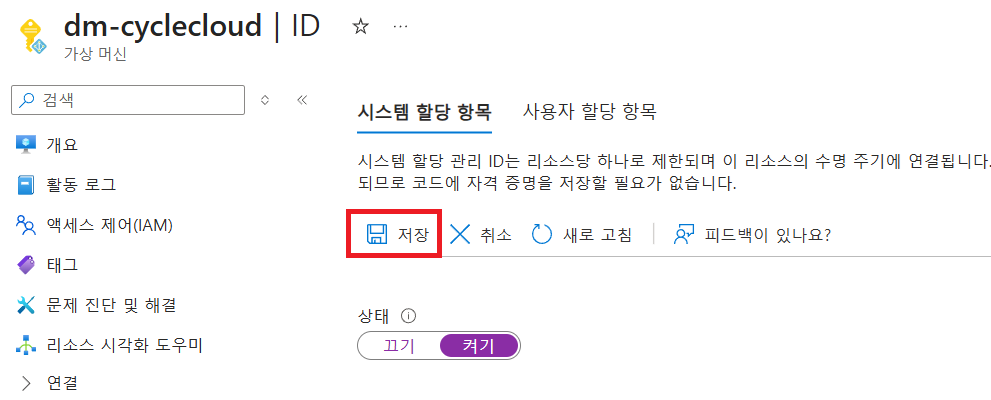 dm-cyclecloud | ID
가상 머신
검색
개요
활동 로그
액세스 제어(IAM)
태그
문제 진단 및 해결
리소스 시각화 도우미
연결
시스템 할당 항목 사용자 할당 항목
시스템 할당 관리 ID는 리소스당 하나로 제한되며 이 리소스의 수명 주기에 연결됩니다.
되므로 코드에 자격 증명을 저장할 필요가 없습니다.
저장 취소 새로 고침 피드백이 있나요?
상태
끄기 켜기